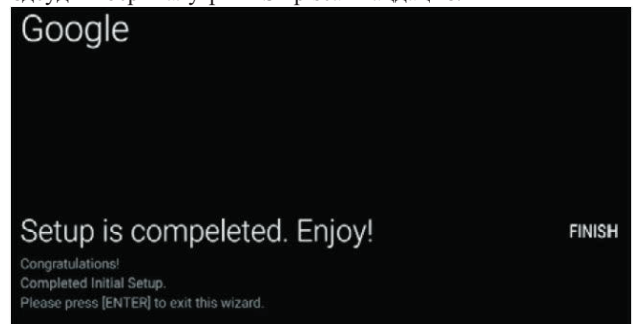 Google
Setup is compeleted. Enjoy!
FINISH
Congratulations!
Completed Initial Setup.
Please press [ENTER] to exit this wizard.